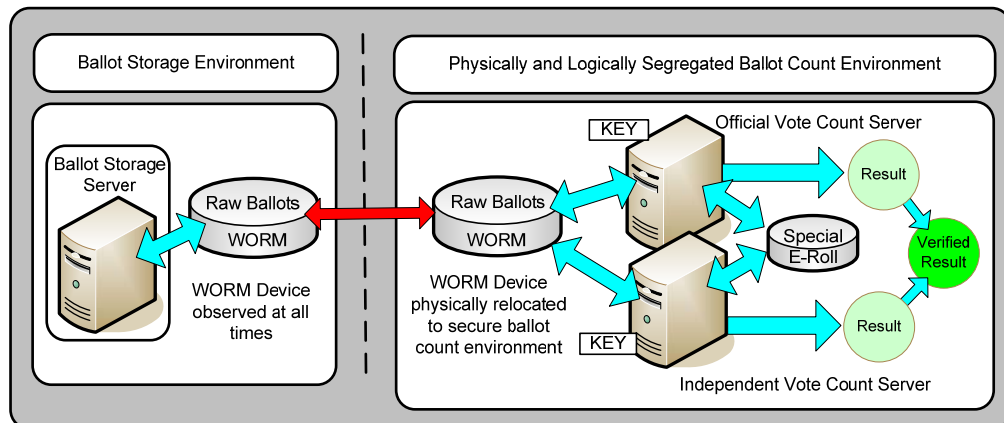 Ballot Storage Environment
Physically and Logically Segregated Ballot Count Environment
Ballot Storage
Server
Raw Ballots
WORM
WORM Device
observed at all
times
Raw Ballots
WORM
WORM Device
physically relocated
to secure ballot
count environment
KEY
Official Vote Count Server
Result
Special
E-Roll
Verified
Result
KEY
Result
Independent Vote Count Server